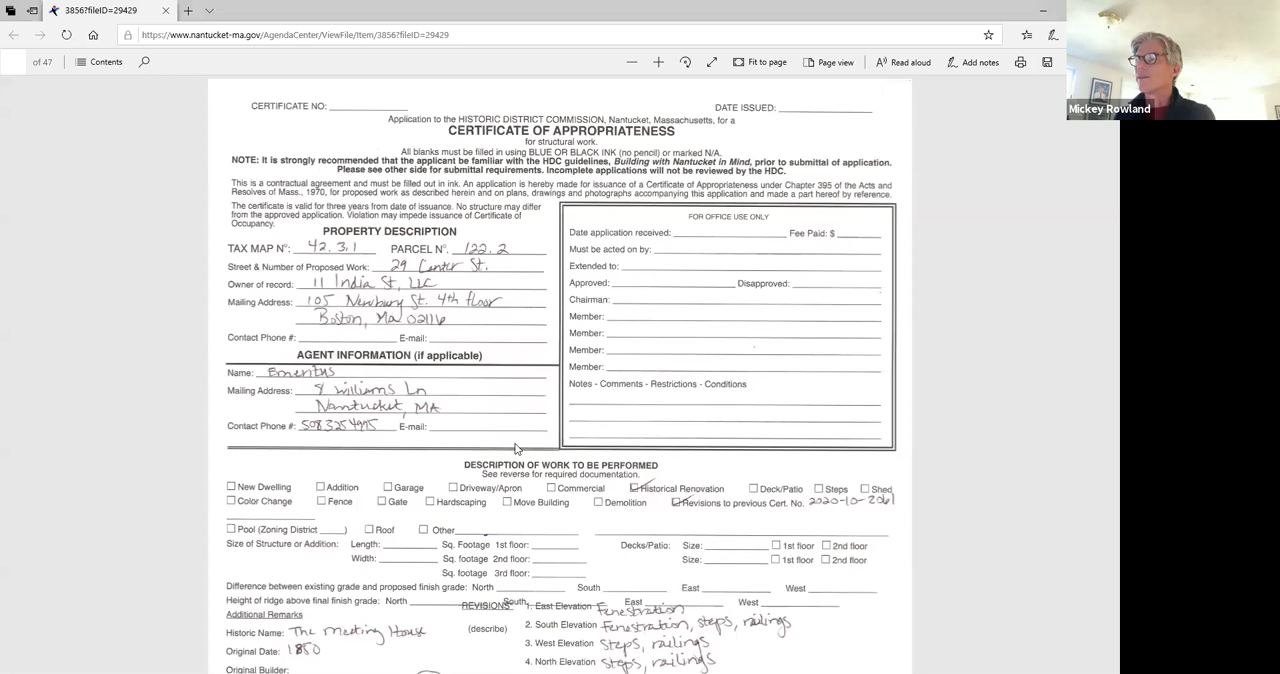 3856?fileID=29429
https://www.nantucket-ma.gov/AgendaCenter/ViewFile/Item/3856?fileID=29429
of 47
Contents
Fit to page
Page view
Read aloud
Add notes
Mickey Rowland
CERTIFICATE NO:
DATE ISSUED:
Application to the HISTORIC DISTRICT COMMISSION, Nantucket, Massachusetts, for a
CERTIFICATE OF APPROPRIATENESS
for structural work.
All blanks must be filled in using BLUE OR BLACK INK (no pencil) or marked N/A.
NOTE: It is strongly recommended that the applicant be familiar with the HDC guidelines, Building with Nantucket in Mind, prior to submittal of application.
Please see other side for submittal requirements. Incomplete applications will not be reviewed by the HDC.
This is a contractual agreement and must be filled out in ink. An application is hereby made for issuance of a Certificate of Appropriateness under Chapter 395 of the Acts and
Resolves of Mass., 1970, for proposed work as described herein and on plans, drawings and photographs accompanying this application and made a part hereof by reference.
The certificate is valid for three years from date of issuance. No structure may differ
from the approved application. Violation may impede issuance of Certificate of
Occupancy.
PROPERTY DESCRIPTION
TAX MAP Nº: 42.3.1 PARCEL Nº. 122.2
Street & Number of Proposed Work: 29 Center St.
Owner of record: 11 India St, LLC
Mailing Address: 105 Newbury St. 4th floor
Boston, Ma 02116
Contact Phone #: E-mail:
AGENT INFORMATION (if applicable)
Name: Emeritus
Mailing Address: 8 Williams Ln
Nantucket, MA
Contact Phone #: 5083254995 E-mail:
FOR OFFICE USE ONLY
Date application received: Fee Paid: $
Must be acted on by:
Extended to:
Approved: Disapproved:
Chairman:
Member:
Member:
Member:
Member:
Notes - Comments - Restrictions - Conditions
DESCRIPTION OF WORK TO BE PERFORMED
See reverse for required documentation.
New Dwelling Addition Garage Driveway/Apron Commercial Historical Renovation Deck/Patio Steps Shed
Color Change Fence Gate Hardscaping Move Building Demolition Revisions to previous Cert. No. 2020-10-2061
Pool (Zoning District ) Roof Other
Size of Structure or Addition: Length: Sq. Footage 1st floor: Decks/Patio: Size: 1st floor 2nd floor
Width: Sq. footage 2nd floor: Size: 1st floor 2nd floor
Sq. footage 3rd floor:
Difference between existing grade and proposed finish grade: North South East West
Height of ridge above final finish grade: North South East West
Additional Remarks
Historic Name: The Meeting House
Original Date: 1850
Original Builder:
REVISIONS*
(describe)
1. East Elevation Fenestration
2. South Elevation Fenestration, steps, railings
3. West Elevation steps, railings
4. North Elevation steps, railings